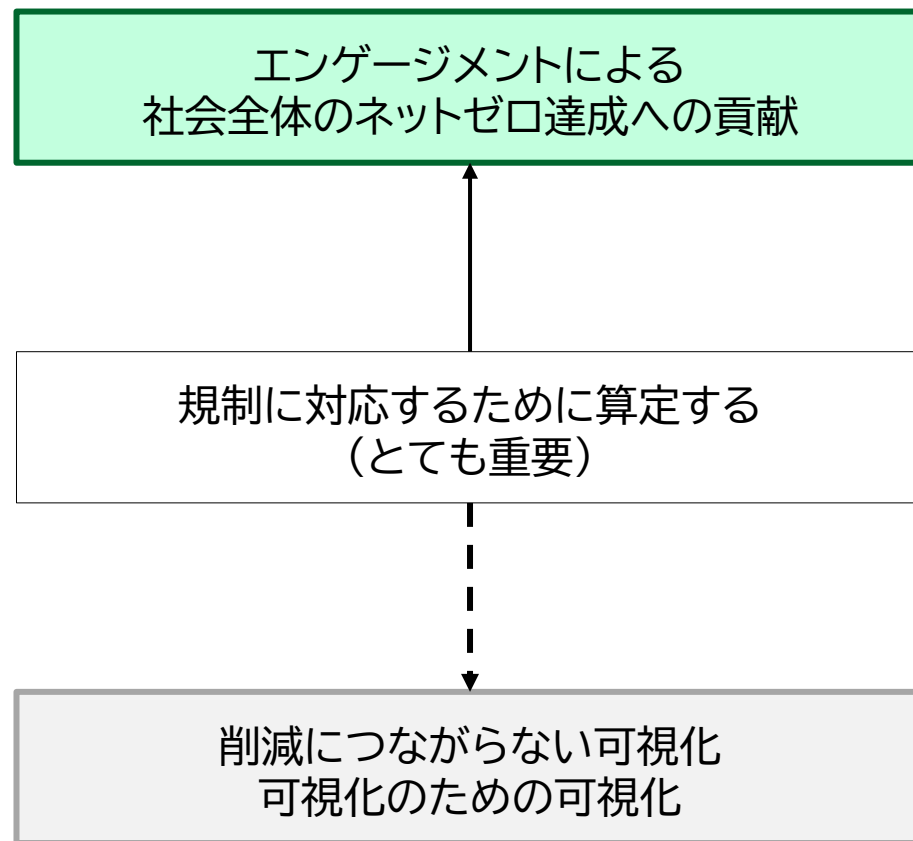 エンゲージメントによる
社会全体のネットゼロ達成への貢献
規制に対応するために算定する
（とても重要）
削減につながらない可視化
可視化のための可視化